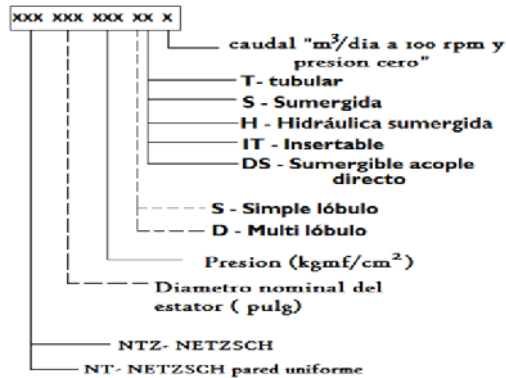 xxx xxx xxx xx x
caudal "m³/dia a 100 rpm y
presion cero"
T- tubular
S - Sumergida
H - Hidráulica sumergida
IT - Insertable
DS - Sumergible acople
directo
S - Simple lóbulo
D - Multi lóbulo
Presion (kgmf/cm²)
Diametro nominal del
estator ( pulg)
NTZ- NETZSCH
NT- NETZSCH pared uniforme